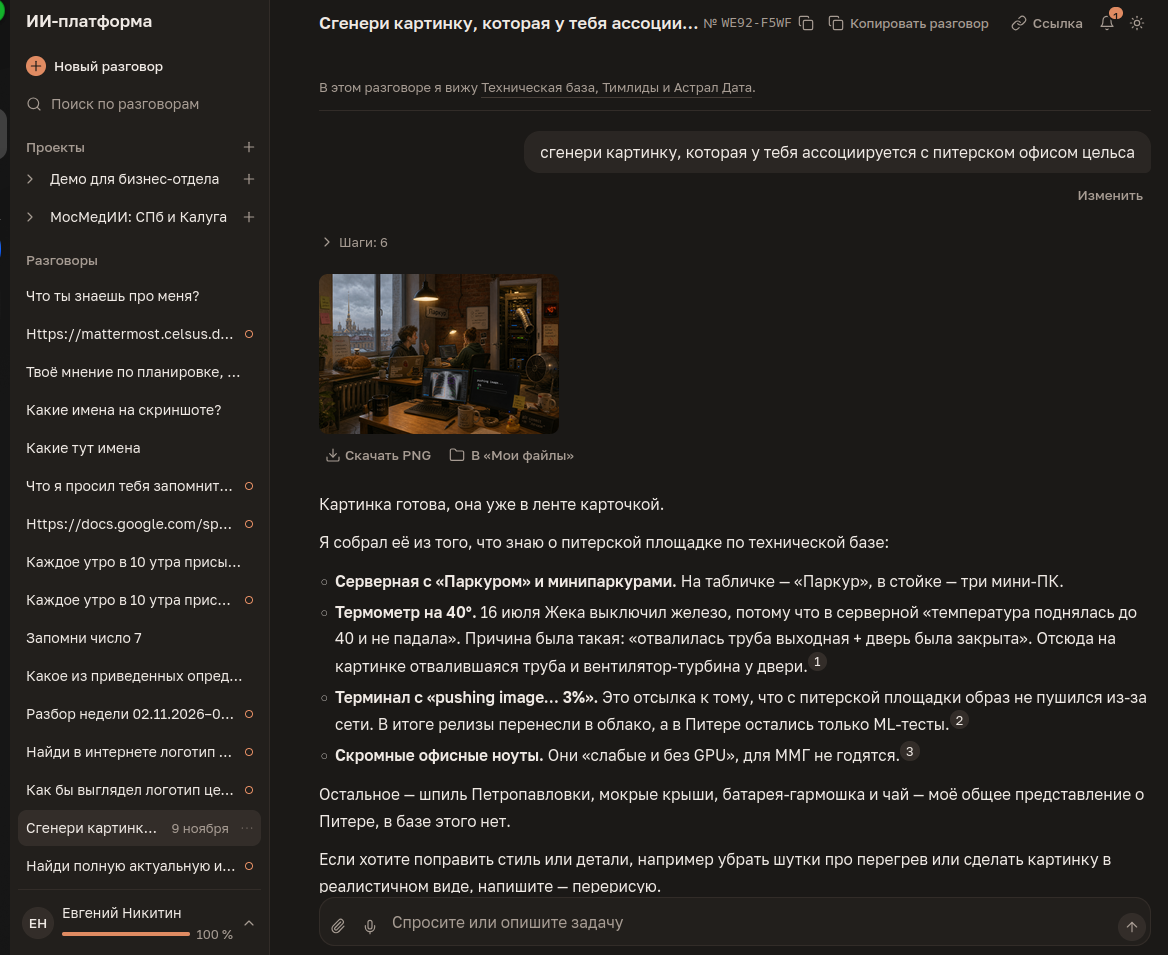 ИИ-платформа
Новый разговор
Поиск по разговорам
Проекты
Демо для бизнес-отдела
МосМедИИ: СПб и Калуга
Разговоры
Что ты знаешь про меня?
Https://mattermost.celsus.d...
Твоё мнение по планировке, ...
Какие имена на скриншоте?
Какие тут имена
Что я просил тебя запомнит...
Https://docs.google.com/sp...
Каждое утро в 10 утра присы...
Каждое утро в 10 утра прис...
Запомни число 7
Какое из приведенных опред...
Разбор недели 02.11.2026–0...
Найди в интернете логотип ...
Как бы выглядел логотип це...
Сгенери картинк... 9 ноября ...
Найди полную актуальную и...
ЕН
Евгений Никитин
100 %
Сгенери картинку, которая у тебя ассоции... № WE92-F5WF Копировать разговор Ссылка 1
В этом разговоре я вижу Техническая база, Тимлиды и Астрал Дата.
сгенери картинку, которая у тебя ассоциируется с питерском офисом цельса
Изменить
Шаги: 6
Скачать PNG В «Мои файлы»
Картинка готова, она уже в ленте карточкой.
Я собрал её из того, что знаю о питерской площадке по технической базе:
Серверная с «Паркуром» и минипаркурами. На табличке — «Паркур», в стойке — три мини-ПК.
Термометр на 40°. 16 июля Жека выключил железо, потому что в серверной «температура поднялась до
40 и не падала». Причина была такая: «отвалилась труба выходная + дверь была закрыта». Отсюда на
картинке отвалившаяся труба и вентилятор-турбина у двери. 1
Терминал с «pushing image... 3%». Это отсылка к тому, что с питерской площадки образ не пушился из-за
сети. В итоге релизы перенесли в облако, а в Питере остались только ML-тесты. 2
Скромные офисные ноуты. Они «слабые и без GPU», для ММГ не годятся. 3
Остальное — шпиль Петропавловки, мокрые крыши, батарея-гармошка и чай — моё общее представление о
Питере, в базе этого нет.
Если хотите поправить стиль или детали, например убрать шутки про перегрев или сделать картинку в
реалистичном виде, напишите — перерисую.
Спросите или опишите задачу